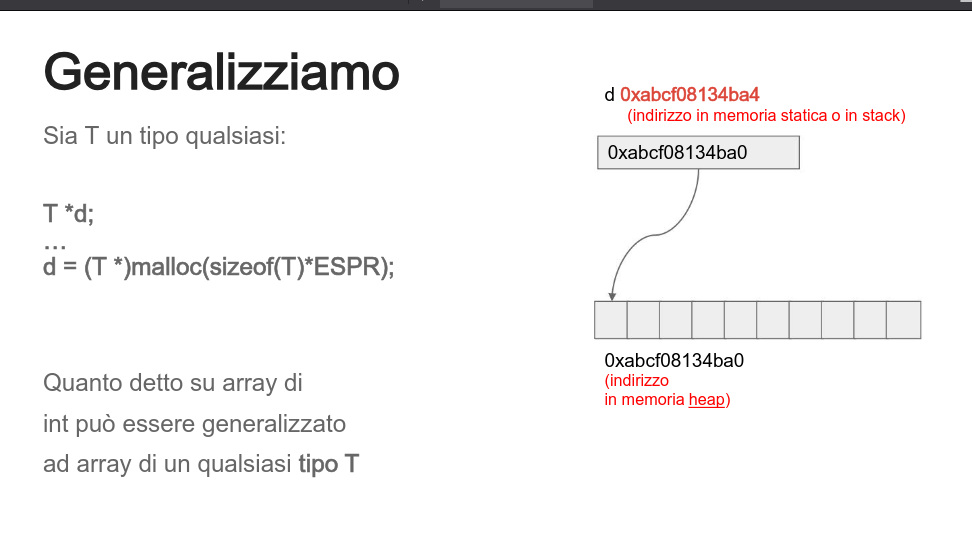 Generalizziamo
Sia T un tipo qualsiasi:
T *d;
…
d = (T *)malloc(sizeof(T)*ESPR);
Quanto detto su array di
int può essere generalizzato
ad array di un qualsiasi tipo T
d 0xabcf08134ba4
(indirizzo in memoria statica o in stack)
0xabcf08134ba0
0xabcf08134ba0
(indirizzo
in memoria heap)